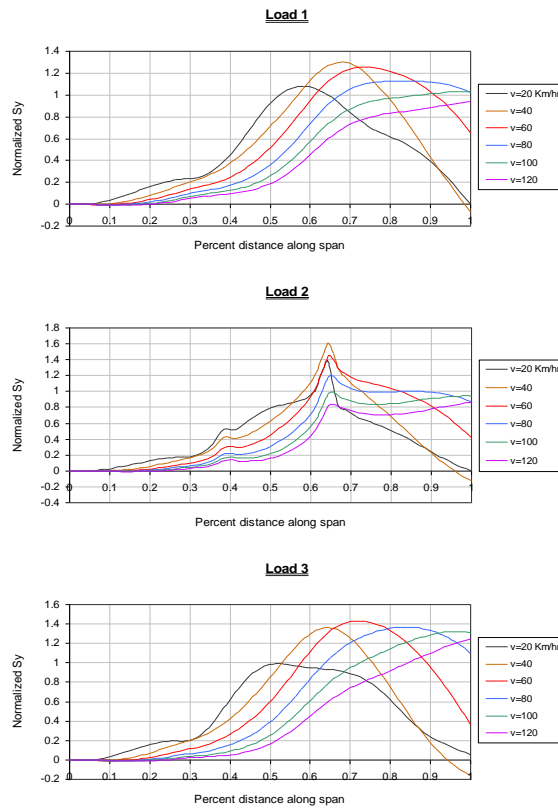 Load 1
1.4
1.2
1
0.8
0.6
0.4
0.2
0
-0.2
Normalized Sy
0 0.1 0.2 0.3 0.4 0.5 0.6 0.7 0.8 0.9 1
Percent distance along span
v=20 Km/hr
v=40
v=60
v=80
v=100
v=120
Load 2
1.8
1.6
1.4
1.2
1
0.8
0.6
0.4
0.2
0
-0.2
-0.4
Normalized Sy
0 0.1 0.2 0.3 0.4 0.5 0.6 0.7 0.8 0.9 1
Percent distance along span
v=20 Km/hr
v=40
v=60
v=80
v=100
v=120
Load 3
1.6
1.4
1.2
1
0.8
0.6
0.4
0.2
0
-0.2
Normalized Sy
0 0.1 0.2 0.3 0.4 0.5 0.6 0.7 0.8 0.9 1
Percent distance along span
v=20 Km/hr
v=40
v=60
v=80
v=100
v=120